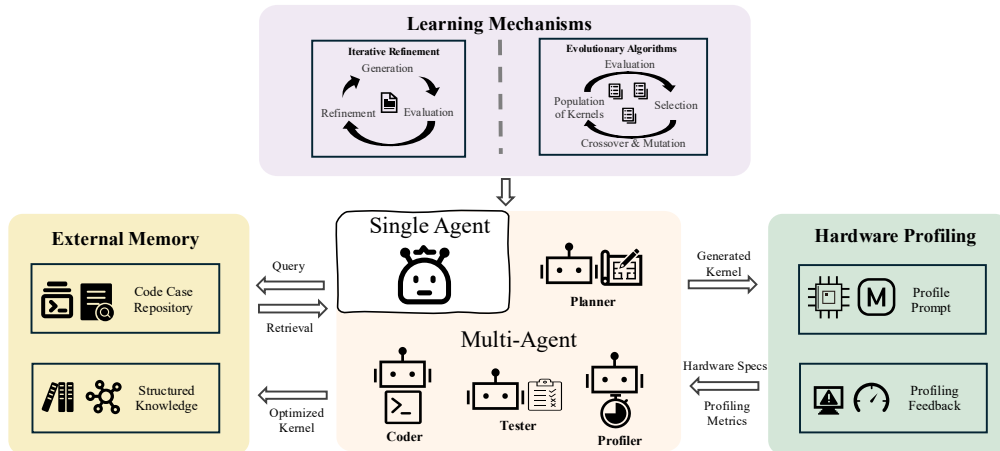 Learning Mechanisms
Iterative Refinement
Generation
Refinement
Evaluation
Evolutionary Algorithms
Evaluation
Population
of Kernels
Selection
Crossover & Mutation
External Memory
Code Case
Repository
Structured
Knowledge
Query
Retrieval
Optimized
Kernel
Single Agent
Planner
Multi-Agent
Coder
Tester
Profiler
Generated
Kernel
Hardware Specs
Profiling
Metrics
Hardware Profiling
M
Profile
Prompt
Profiling
Feedback